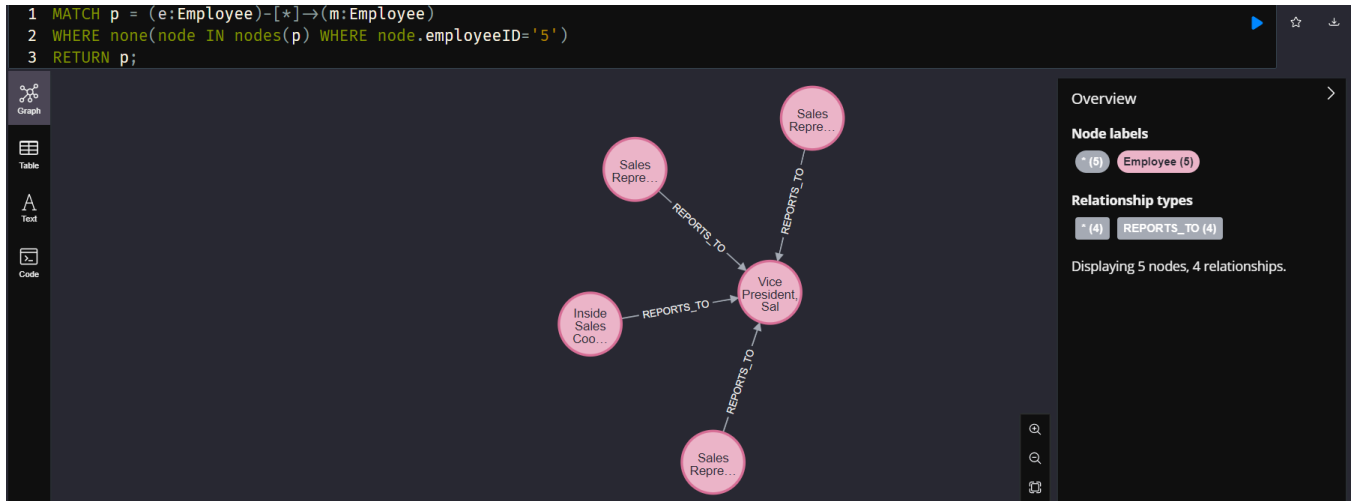 1 MATCH p = (e:Employee)-[*]→(m:Employee)
2 WHERE none(node IN nodes(p) WHERE node.employeeID='5')
3 RETURN p;
Graph
Table
Text
Code
Sales
Repre...
Sales
Repre...
Vice
President,
Sal
Inside
Sales
Coo...
Sales
Repre...
REPORTS_TO
REPORTS_TO
REPORTS_TO
REPORTS_TO
Overview
Node labels
* (5) Employee (5)
Relationship types
* (4) REPORTS_TO (4)
Displaying 5 nodes, 4 relationships.